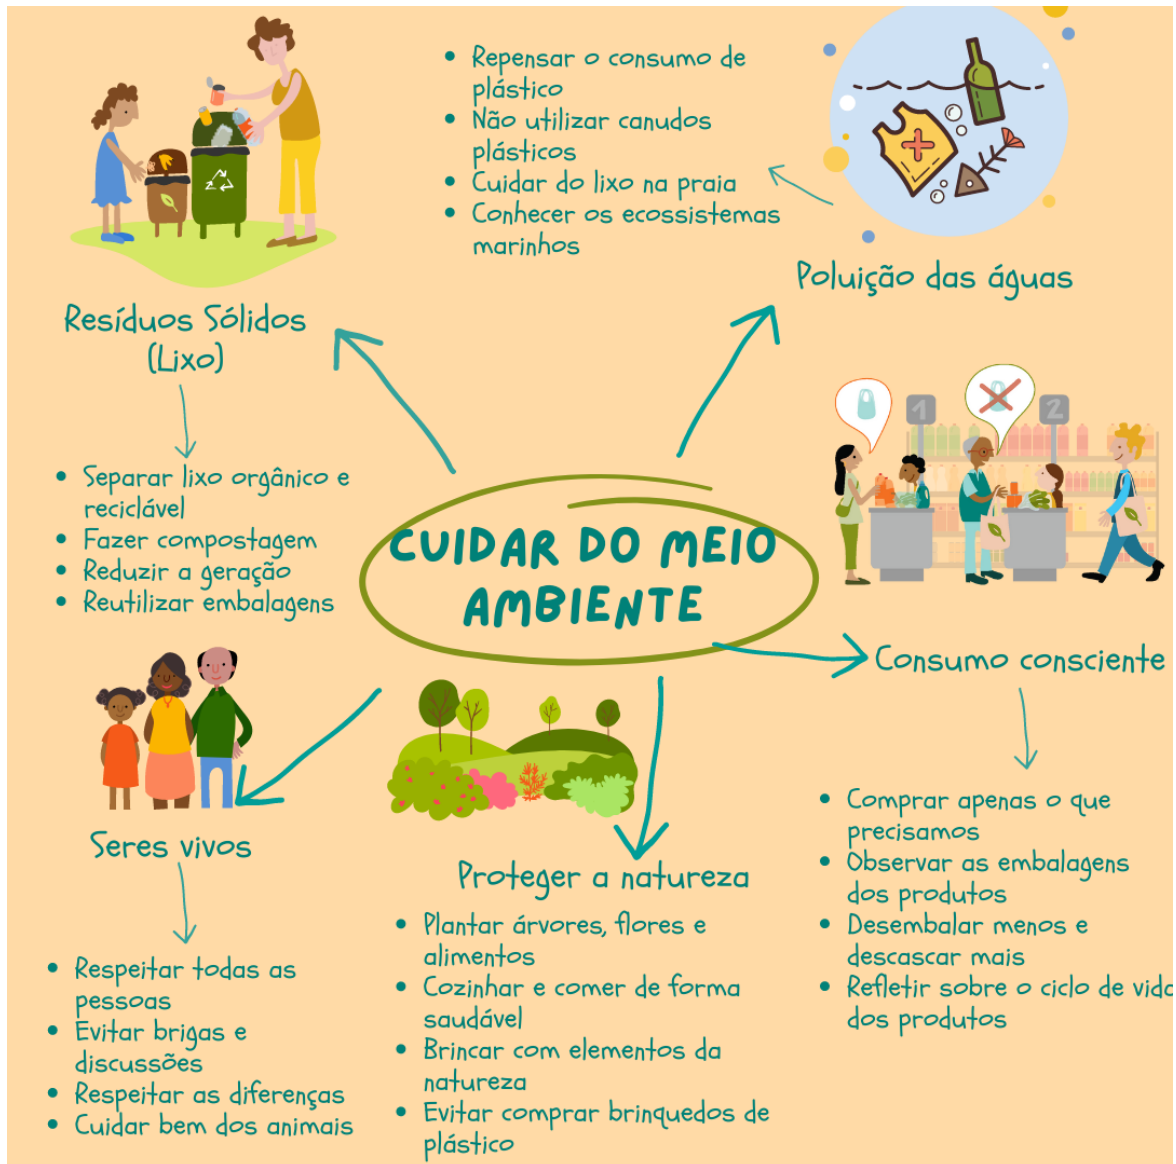 Resíduos Sólidos
(Lixo)
• Separar lixo orgânico e
reciclável
• Fazer compostagem
• Reduzir a geração
• Reutilizar embalagens
• Repensar o consumo de
plástico
• Não utilizar canudos
plásticos
• Cuidar do lixo na praia
• Conhecer os ecossistemas
marinhos
Poluição das águas
1
2
CUIDAR DO MEIO
AMBIENTE
Consumo consciente
• Comprar apenas o que
precisamos
• Observar as embalagens
dos produtos
• Desembalar menos e
descascar mais
• Refletir sobre o ciclo de vida
dos produtos
Seres vivos
• Respeitar todas as
pessoas
• Evitar brigas e
discussões
• Respeitar as diferenças
• Cuidar bem dos animais
Proteger a natureza
• Plantar árvores, flores e
alimentos
• Cozinhar e comer de forma
saudável
• Brincar com elementos da
natureza
• Evitar comprar brinquedos de
plástico